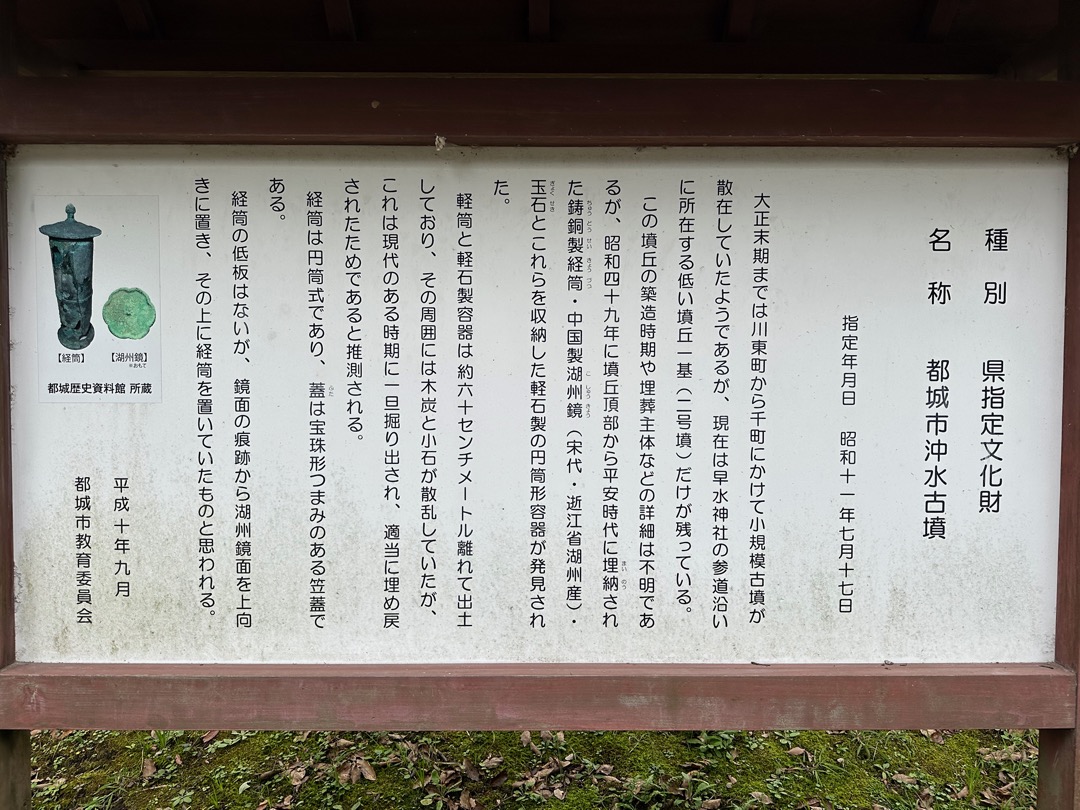 種別　県指定文化財
名称　都城市沖水古墳
指定年月日　昭和十一年七月十七日
大正末期までは川東町から千町にかけて小規模古墳が
散在していたようであるが、現在は早水神社の参道沿い
に所在する低い墳丘一基（二号墳）だけが残っている。
この墳丘の築造時期や埋葬主体などの詳細は不明であ
るが、昭和四十九年に墳丘頂部から平安時代に埋納され
た鋳銅製経筒・中国製湖州鏡（宋代・逝江省湖州産）・
玉石とこれらを収納した軽石製の円筒形容器が発見され
た。
軽筒と軽石製容器は約六十センチメートル離れて出土
しており、その周囲には木炭と小石が散乱していたが、
これは現代のある時期に一旦掘り出され、適当に埋め戻
されたためであると推測される。
経筒は円筒式であり、蓋は宝珠形つまみのある笠蓋で
ある。
経筒の低板はないが、鏡面の痕跡から湖州鏡面を上向
きに置き、その上に経筒を置いていたものと思われる。
平成十年九月
都城市教育委員会
【経筒】
【湖州鏡】
※おもて
都城歴史資料館 所蔵